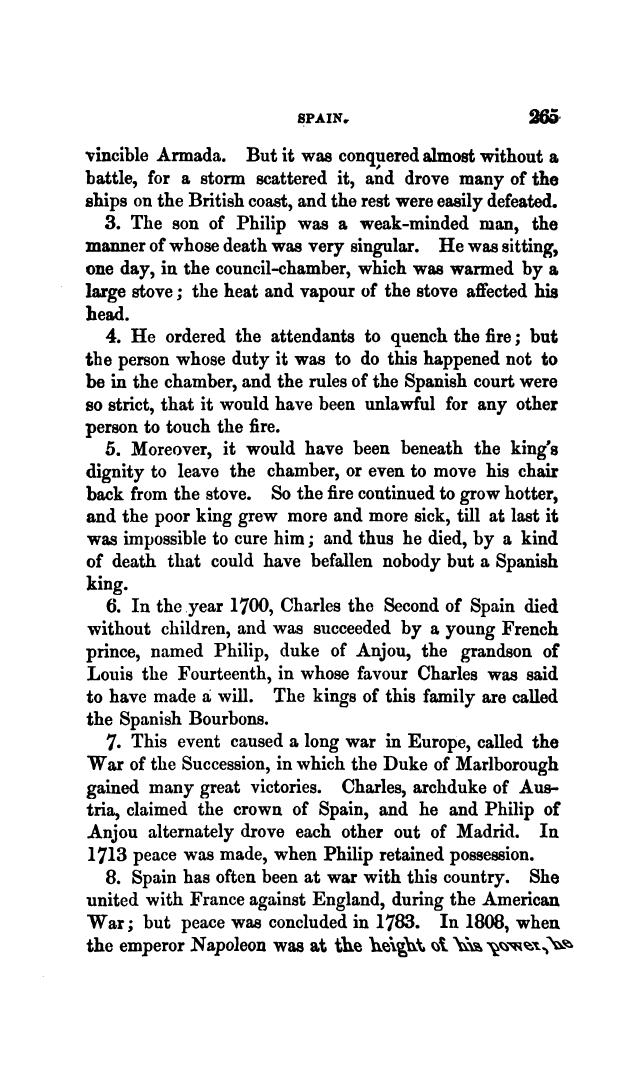 SPAIN. 265
vincible Armada. But it was conquered almost without a
battle, for a storm scattered it, and drove many of the
ships on the British coast, and the rest were easily defeated.
3. The son of Philip was a weak-minded man, the
manner of whose death was very singular. He was sitting,
one day, in the council-chamber, which was warmed by a
large stove; the heat and vapour of the stove affected his
head.
4. He ordered the attendants to quench the fire; but
the person whose duty it was to do this happened not to
be in the chamber, and the rules of the Spanish court were
so strict, that it would have been unlawful for any other
person to touch the fire.
5. Moreover, it would have been beneath the king's
dignity to leave the chamber, or even to move his chair
back from the stove. So the fire continued to grow hotter,
and the poor king grew more and more sick, till at last it
was impossible to cure him; and thus he died, by a kind
of death that could have befallen nobody but a Spanish
king.
6. In the year 1700, Charles the Second of Spain died
without children, and was succeeded by a young French
prince, named Philip, duke of Anjou, the grandson of
Louis the Fourteenth, in whose favour Charles was said
to have made a will. The kings of this family are called
the Spanish Bourbons.
7. This event caused a long war in Europe, called the
War of the Succession, in which the Duke of Marlborough
gained many great victories. Charles, archduke of Aus-
tria, claimed the crown of Spain, and he and Philip of
Anjou alternately drove each other out of Madrid. In
1713 peace was made, when Philip retained possession.
8. Spain has often been at war with this country. She
united with France against England, during the American
War; but peace was concluded in 1783. In 1808, when
the emperor Napoleon was at the height of his power, he